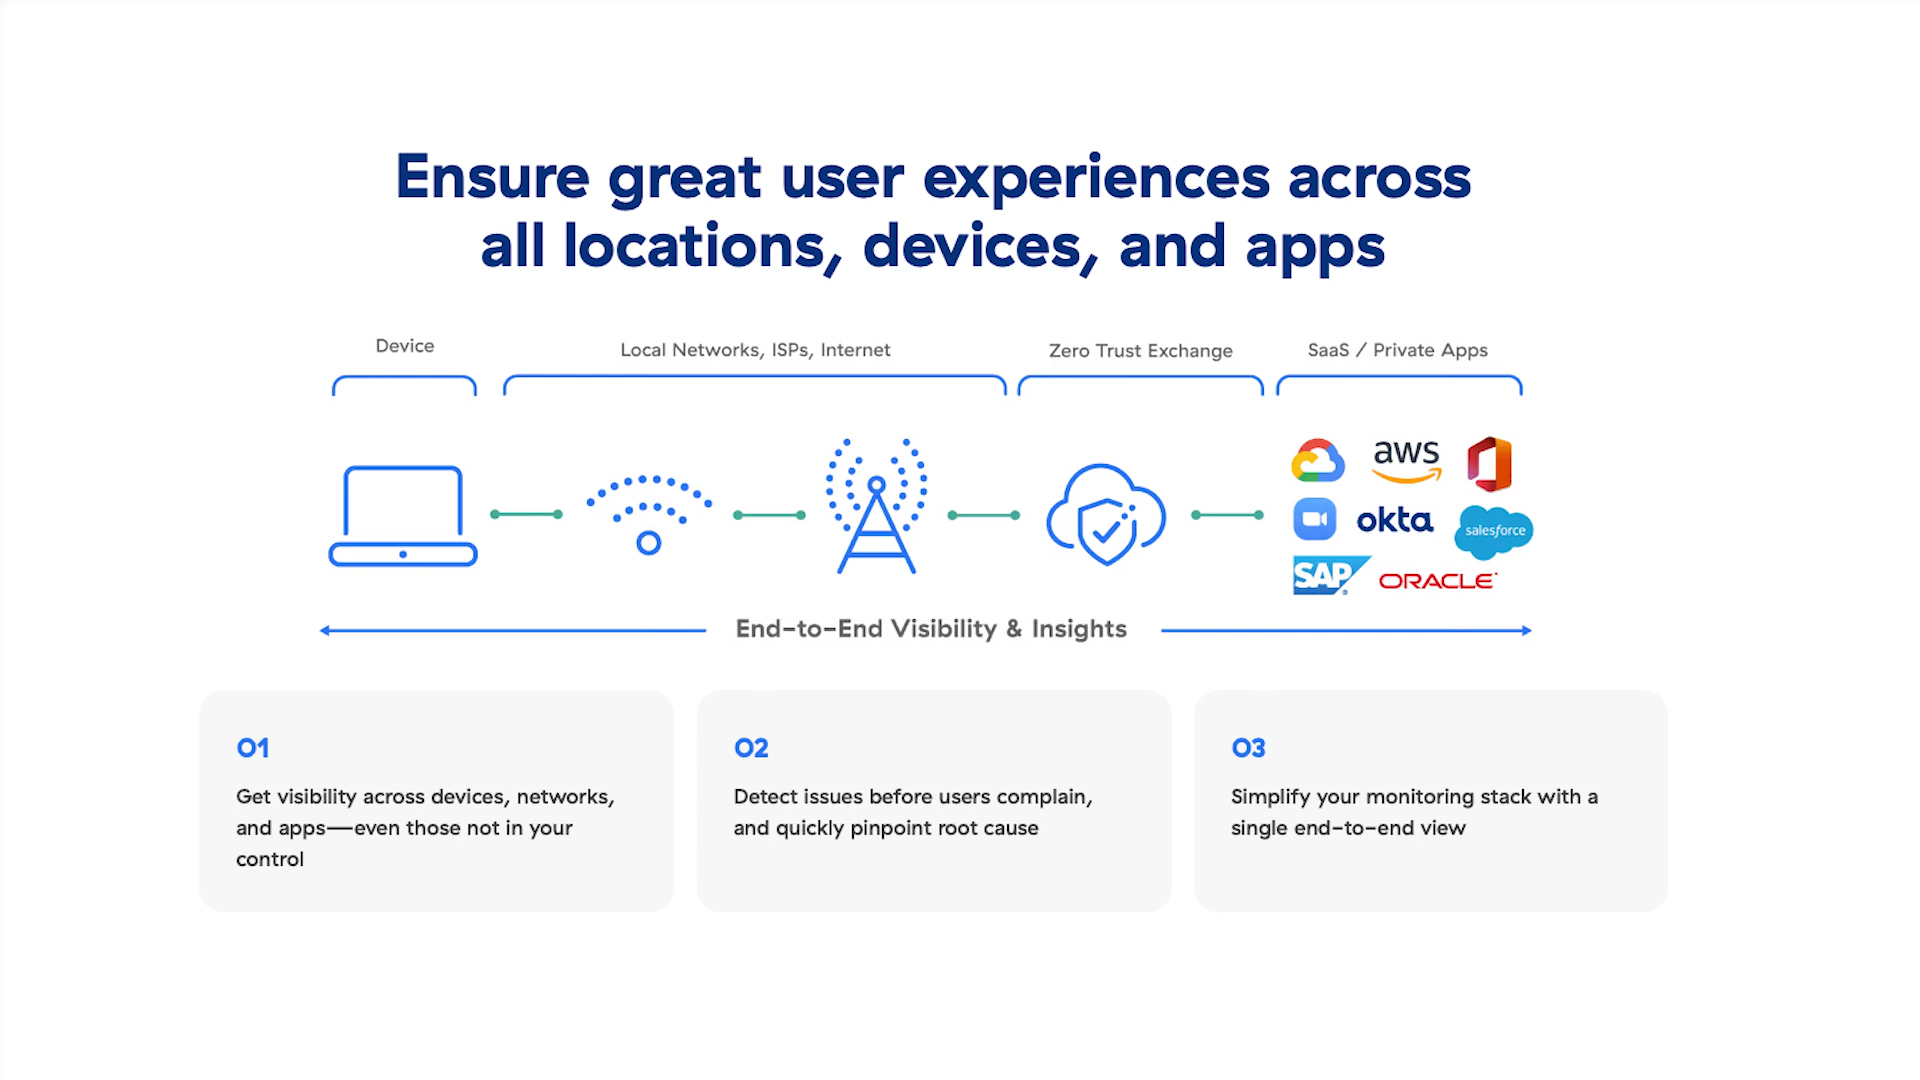 Ensure great user experiences across
all locations, devices, and apps
Device
Local Networks, ISPs, Internet
Zero Trust Exchange
SaaS / Private Apps
aws
okta
salesforce
SAP®
ORACLE
End-to-End Visibility & Insights
01
Get visibility across devices, networks,
and apps—even those not in your
control
02
Detect issues before users complain,
and quickly pinpoint root cause
03
Simplify your monitoring stack with a
single end-to-end view